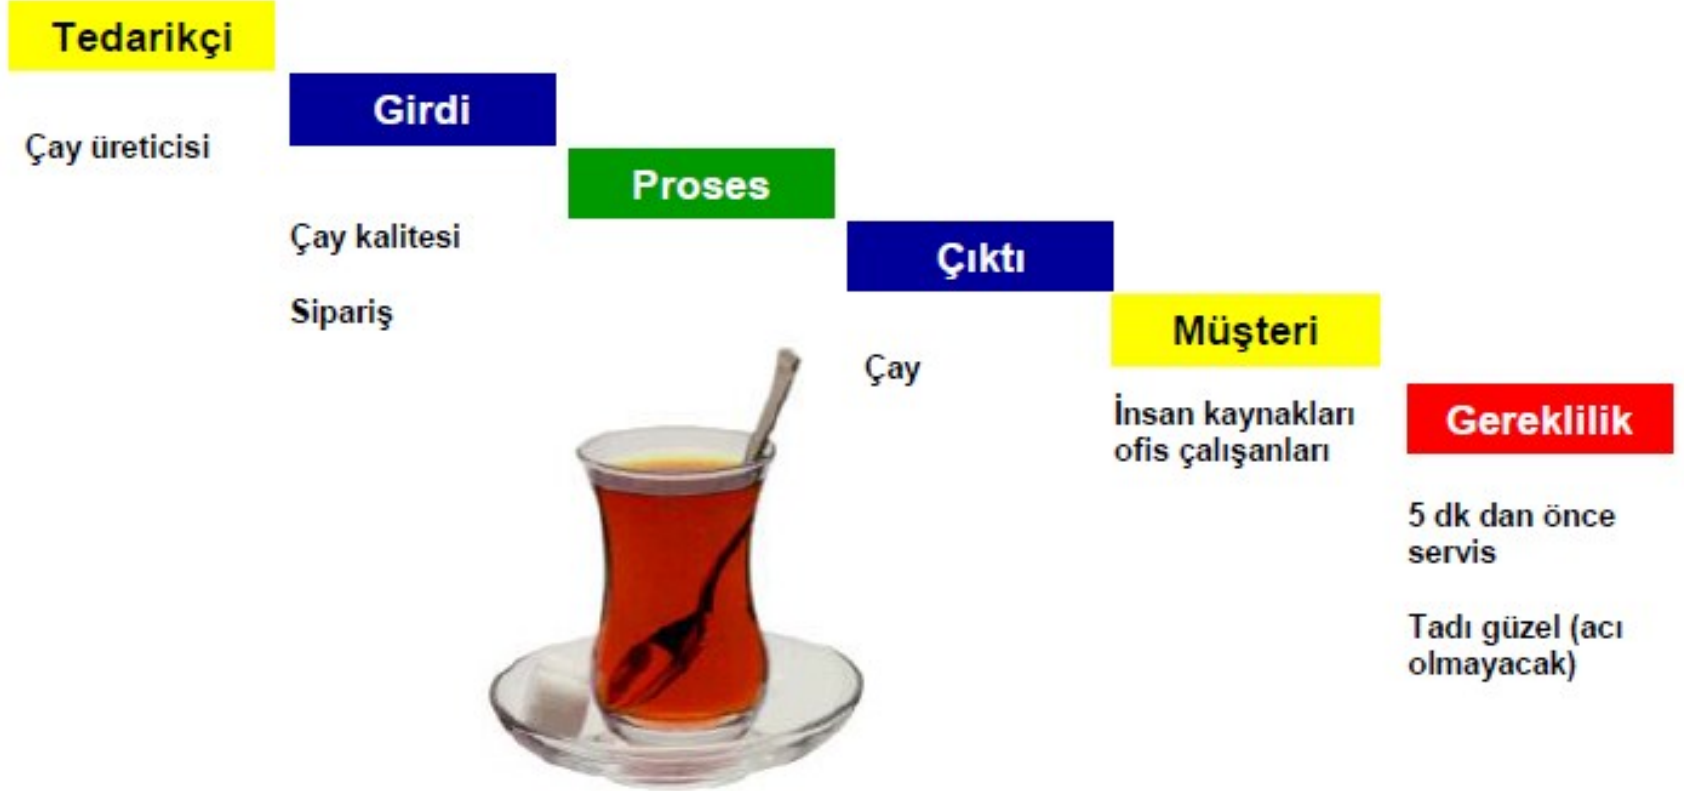 Tedarikçi
Çay üreticisi
Girdi
Çay kalitesi
Sipariş
Proses
Çıktı
Çay
Müşteri
İnsan kaynakları
ofis çalışanları
Gereklilik
5 dk dan önce
servis
Tadı güzel (acı
olmayacak)